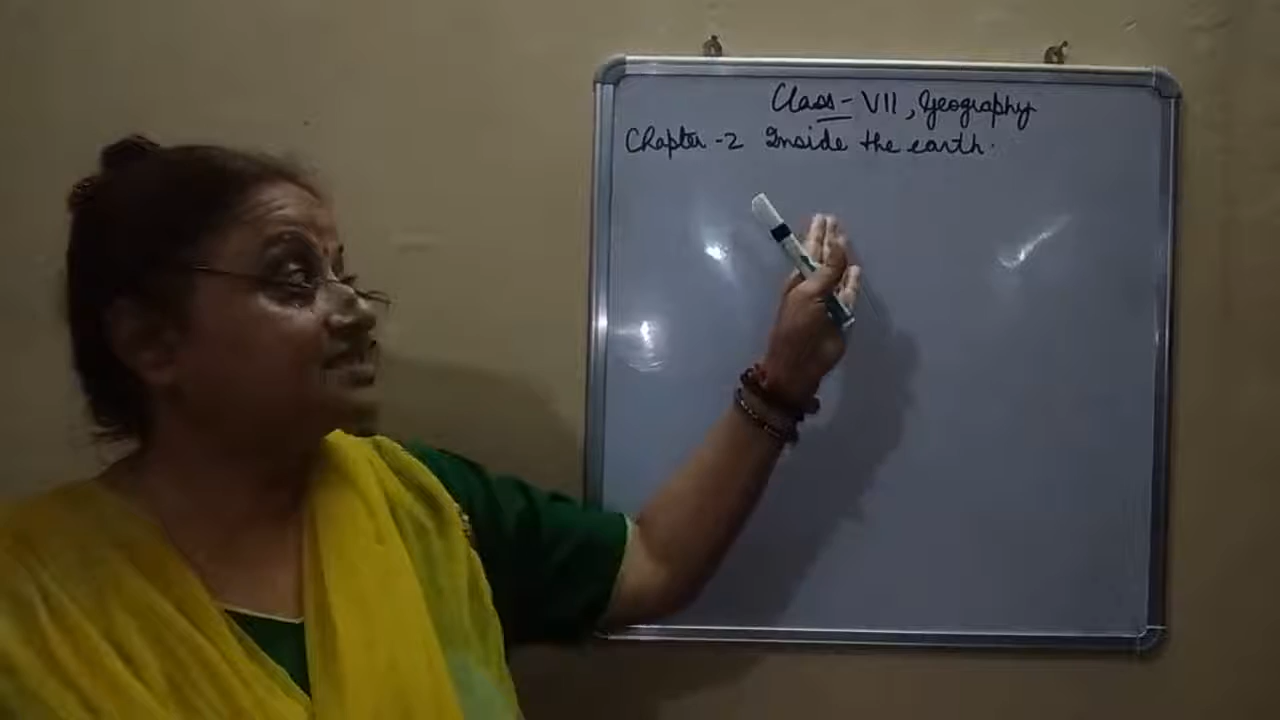 Class - VII, Geography
Chapter - 2 Inside the earth.